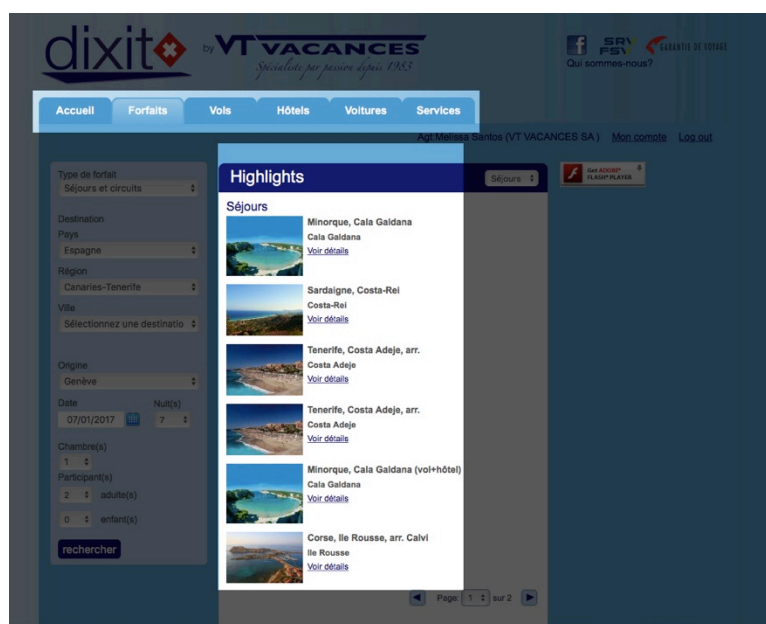 dixito
by VT VACANCES
Spécialiste par passion depuis 1983
SRV
FSV
GARANTIE DE VOYAGE
Qui sommes-nous?
Accueil Forfaits Vols Hôtels Voitures Services
Agt:Melissa Santos (VT VACANCES SA ) Mon compte Log out
Type de forfait
Séjours et circuits
Destination
Pays
Espagne
Région
Canaries-Tenerife
Ville
Sélectionnez une destinatio
Origine
Genève
Date Nuit(s)
07/01/2017 7
Chambre(s)
1
Participant(s)
2 adulte(s)
0 enfant(s)
rechercher
Highlights
Séjours
Séjours
Minorque, Cala Galdana
Cala Galdana
Voir détails
Sardaigne, Costa-Rei
Costa-Rei
Voir détails
Tenerife, Costa Adeje, arr.
Costa Adeje
Voir détails
Tenerife, Costa Adeje, arr.
Costa Adeje
Voir détails
Minorque, Cala Galdana (vol+hôtel)
Cala Galdana
Voir détails
Corse, Ile Rousse, arr. Calvi
Ile Rousse
Voir détails
Page: 1 sur 2
Get ADOBE®
FLASH® PLAYER